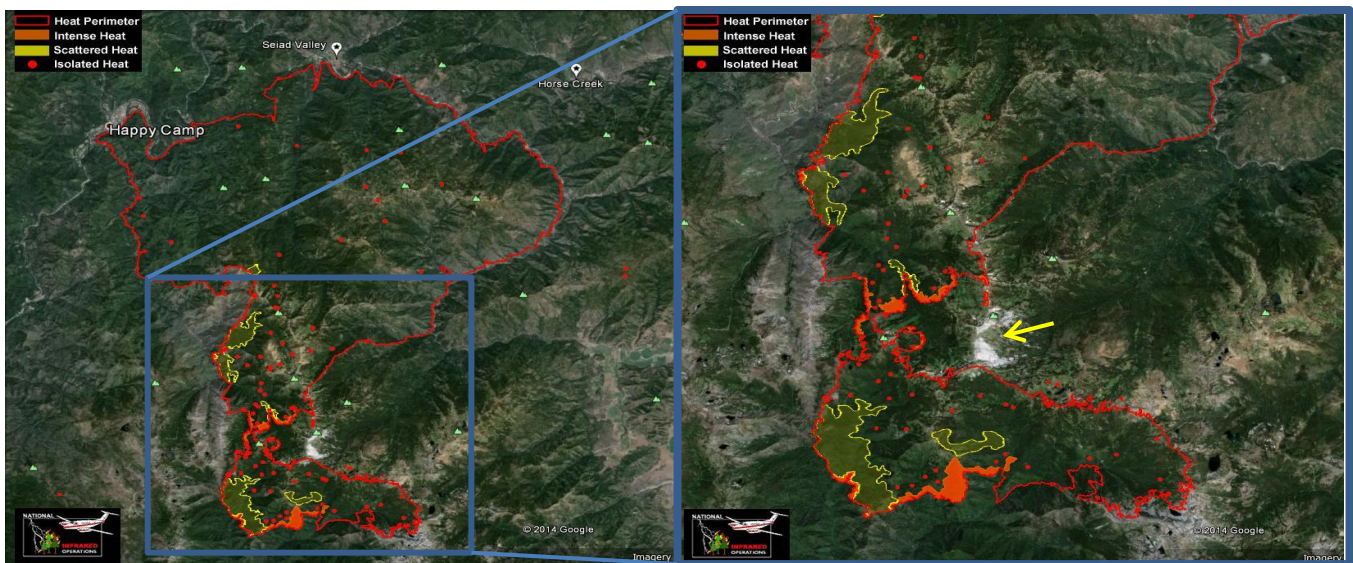 Heat Perimeter
Intense Heat
Scattered Heat
Isolated Heat
Seiad Valley
Horse Creek
Happy Camp
NATIONAL
INFRARED
OPERATIONS
© 2014 Google
Imagery
Heat Perimeter
Intense Heat
Scattered Heat
Isolated Heat
NATIONAL
INFRARED
OPERATIONS
© 2014 Google
Imagery